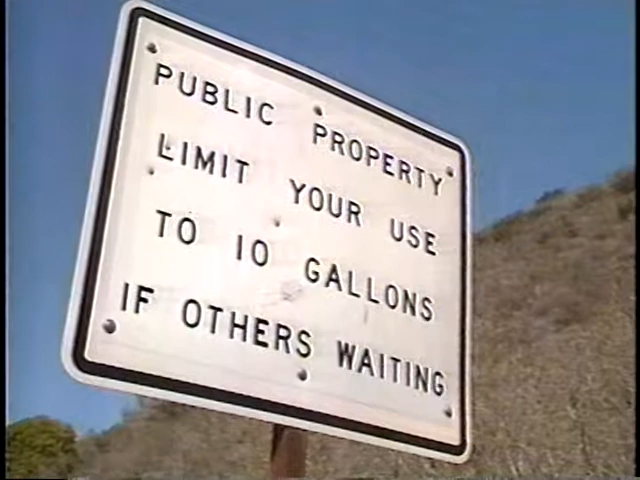 PUBLIC PROPERTY
LIMIT YOUR USE
TO 10 GALLONS
IF OTHERS WAITING